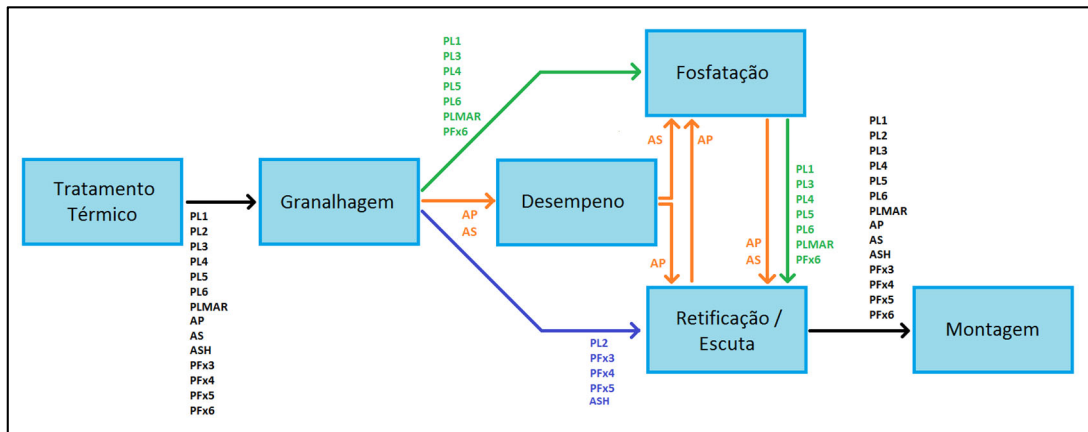 Tratamento
Térmico
PL1
PL2
PL3
PL4
PL5
PL6
PLMAR
AP
AS
ASH
PFx3
PFx4
PFx5
PFx6
Granalhagem
PL1
PL3
PL4
PL5
PL6
PLMAR
PFx6
AP
AS
PL2
PFx3
PFx4
PFx5
ASH
Desempeno
AS
AP
AP
Fosfatação
AP
AS
PL1
PL3
PL4
PL5
PL6
PLMAR
PFx6
Retificação /
Escuta
PL1
PL2
PL3
PL4
PL5
PL6
PLMAR
AP
AS
ASH
PFx3
PFx4
PFx5
PFx6
Montagem